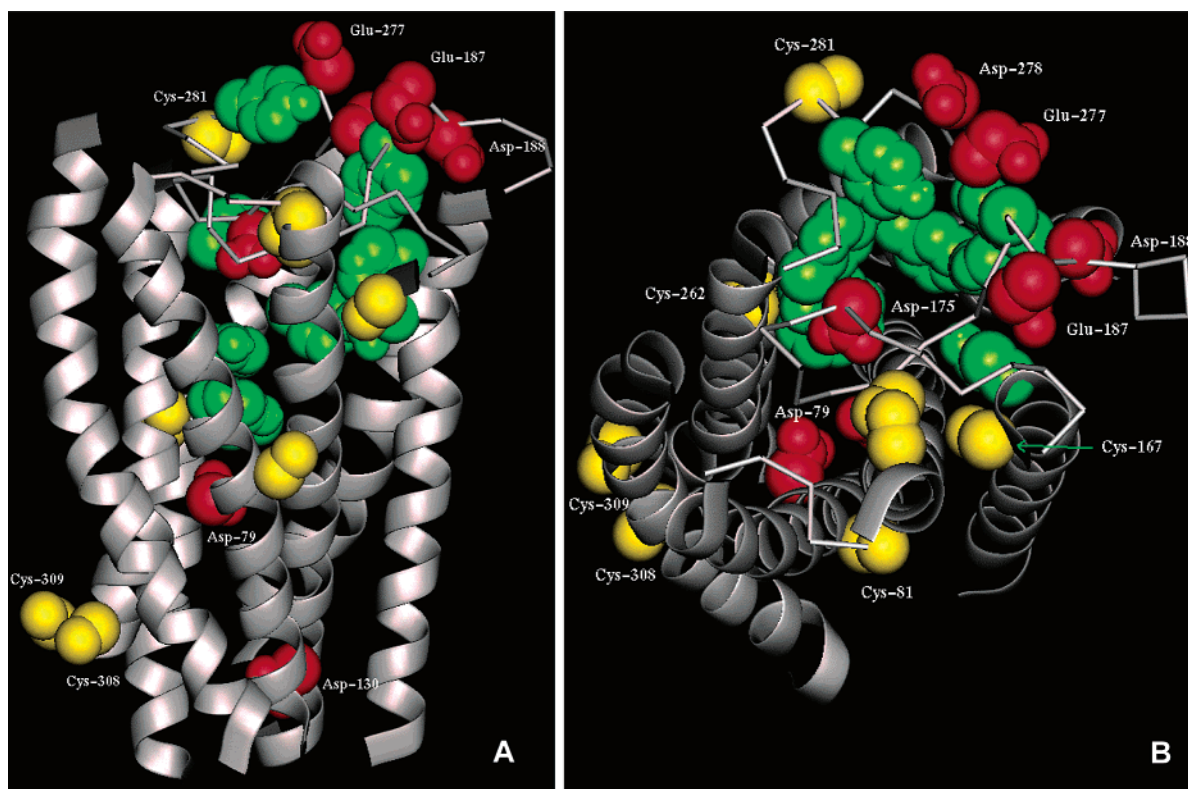 Glu-277
Glu-187
Cys-281
Asp-188
Asp-79
Cys-309
Cys-308
Asp-130
A
Cys-281
Asp-278
Glu-277
Asp-188
Cys-262
Asp-175
Glu-187
Asp-79
Cys-167
Cys-309
Cys-308
Cys-81
B